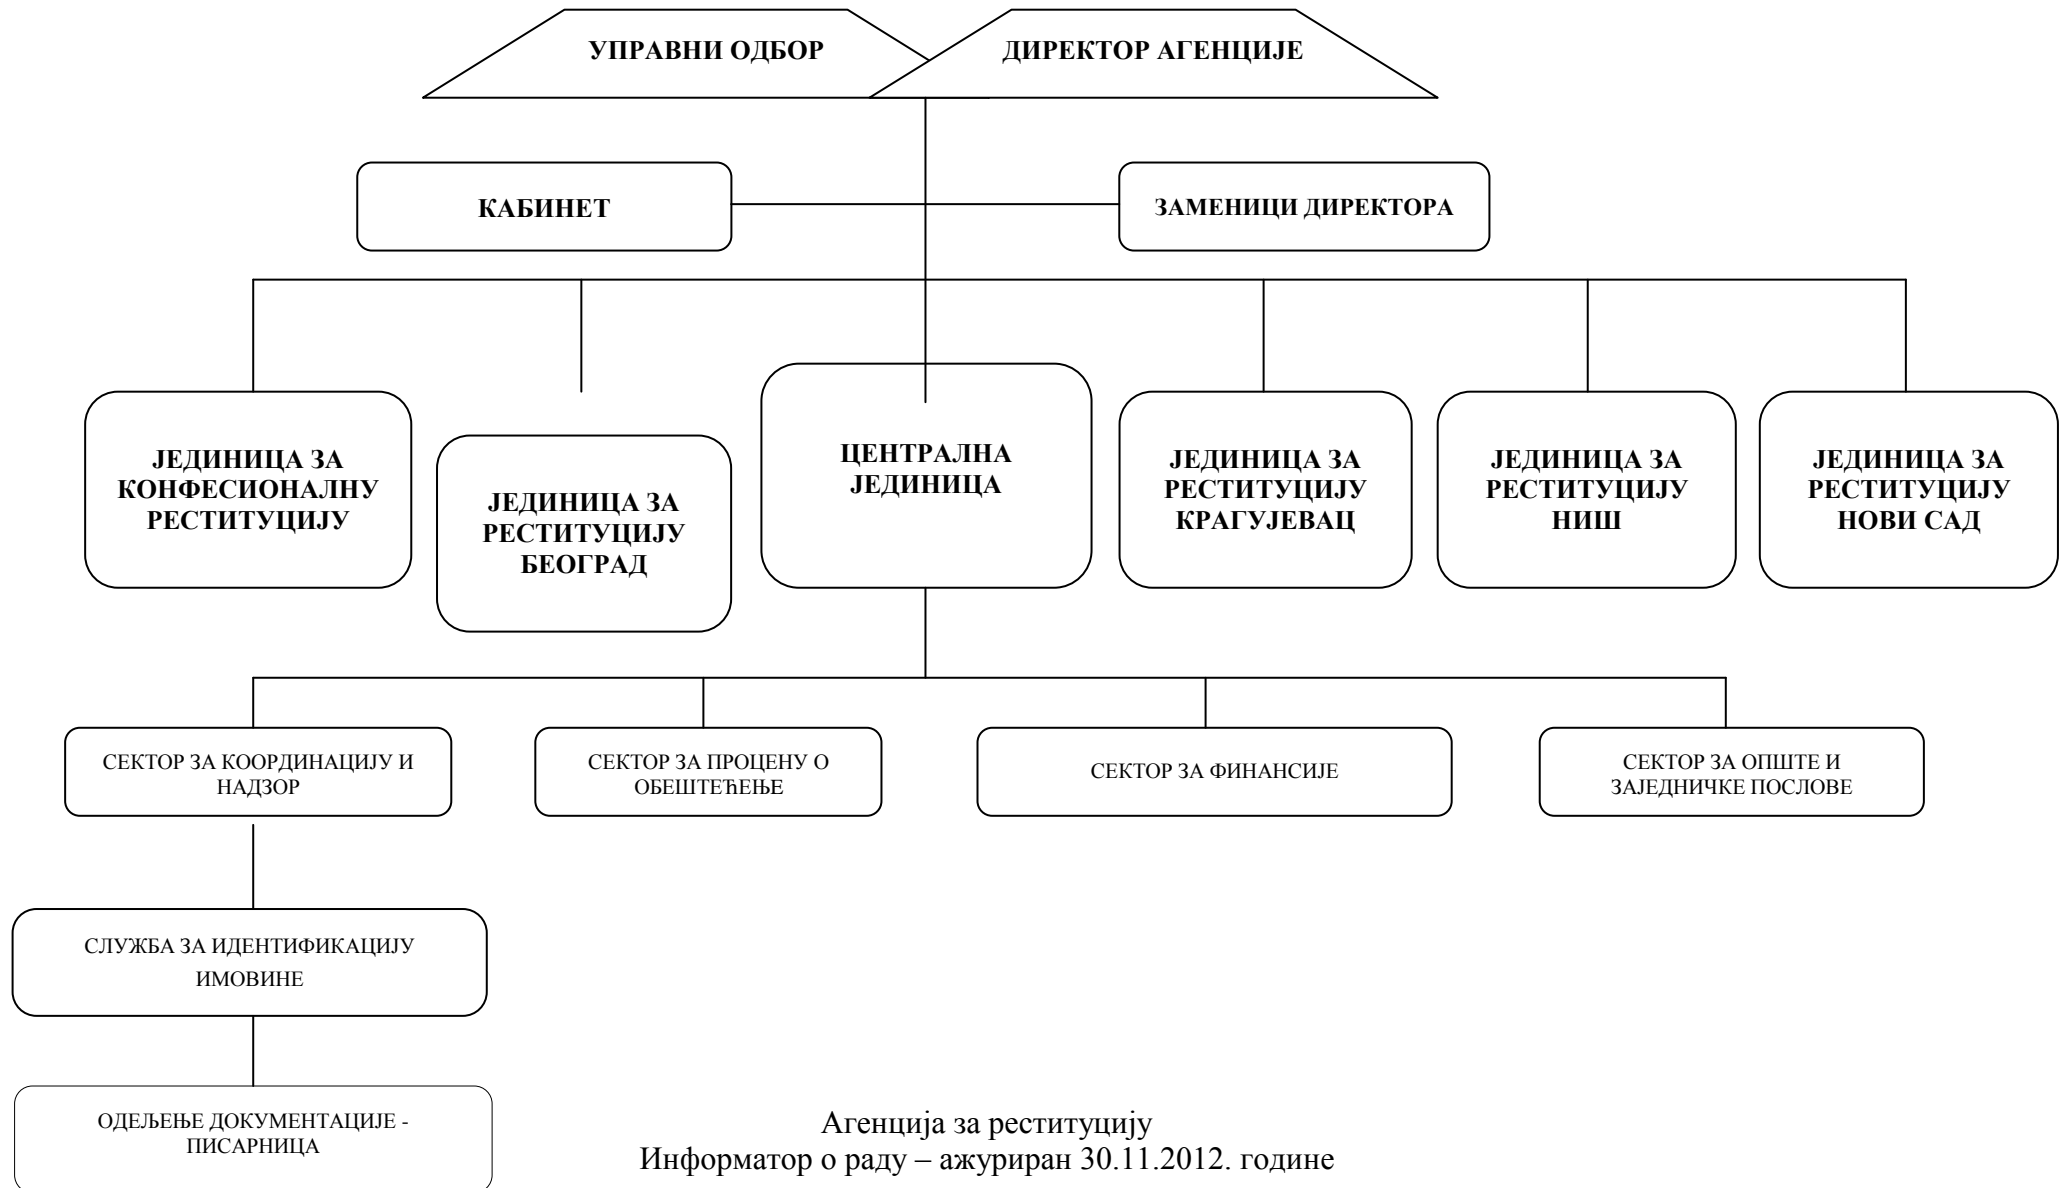 УПРАВНИ ОДБОР
ДИРЕКТОР АГЕНЦИЈЕ
КАБИНЕТ
ЗАМЕНИЦИ ДИРЕКТОРА
ЈЕДИНИЦА ЗА
КОНФЕСИОНАЛНУ
РЕСТИТУЦИЈУ
ЈЕДИНИЦА ЗА
РЕСТИТУЦИЈУ
БЕОГРАД
ЦЕНТРАЛНА
ЈЕДИНИЦА
ЈЕДИНИЦА ЗА
РЕСТИТУЦИЈУ
КРАГУЈЕВАЦ
ЈЕДИНИЦА ЗА
РЕСТИТУЦИЈУ
НИШ
ЈЕДИНИЦА ЗА
РЕСТИТУЦИЈУ
НОВИ САД
СЕКТОР ЗА КООРДИНАЦИЈУ И
НАДЗОР
СЕКТОР ЗА ПРОЦЕНУ О
ОБЕШТЕЋЕЊЕ
СЕКТОР ЗА ФИНАНСИЈЕ
СЕКТОР ЗА ОПШТЕ И
ЗАЈЕДНИЧКЕ ПОСЛОВЕ
СЛУЖБА ЗА ИДЕНТИФИКАЦИЈУ
ИМОВИНЕ
ОДЕЉЕЊЕ ДОКУМЕНТАЦИЈЕ -
ПИСАРНИЦА
Агенција за реституцију
Информатор о раду – ажуриран 30.11.2012. године